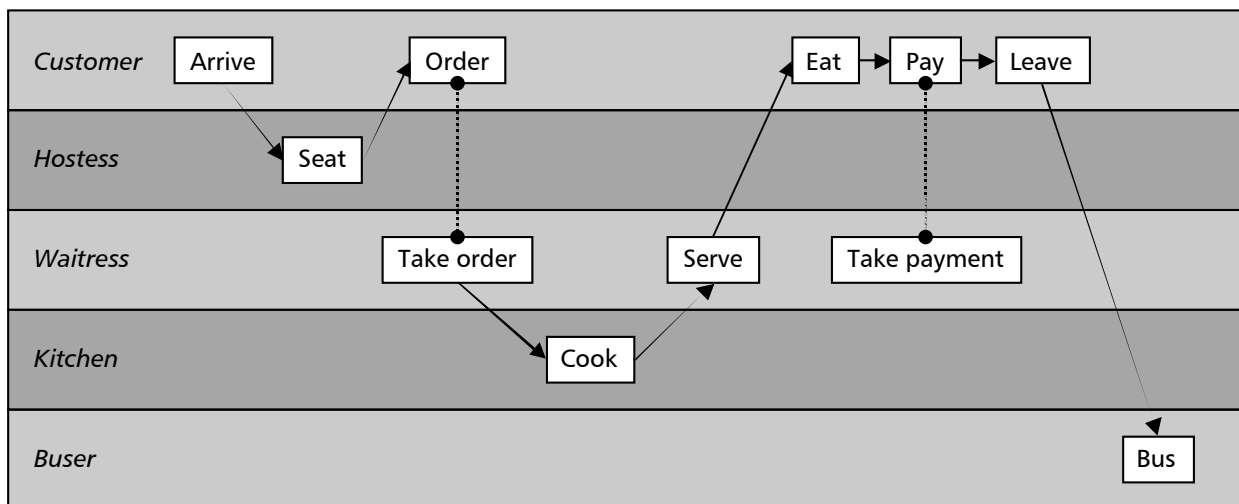 Customer
Arrive
Order
Eat
Pay
Leave
Hostess
Seat
Waitress
Take order
Serve
Take payment
Kitchen
Cook
Buser
Bus